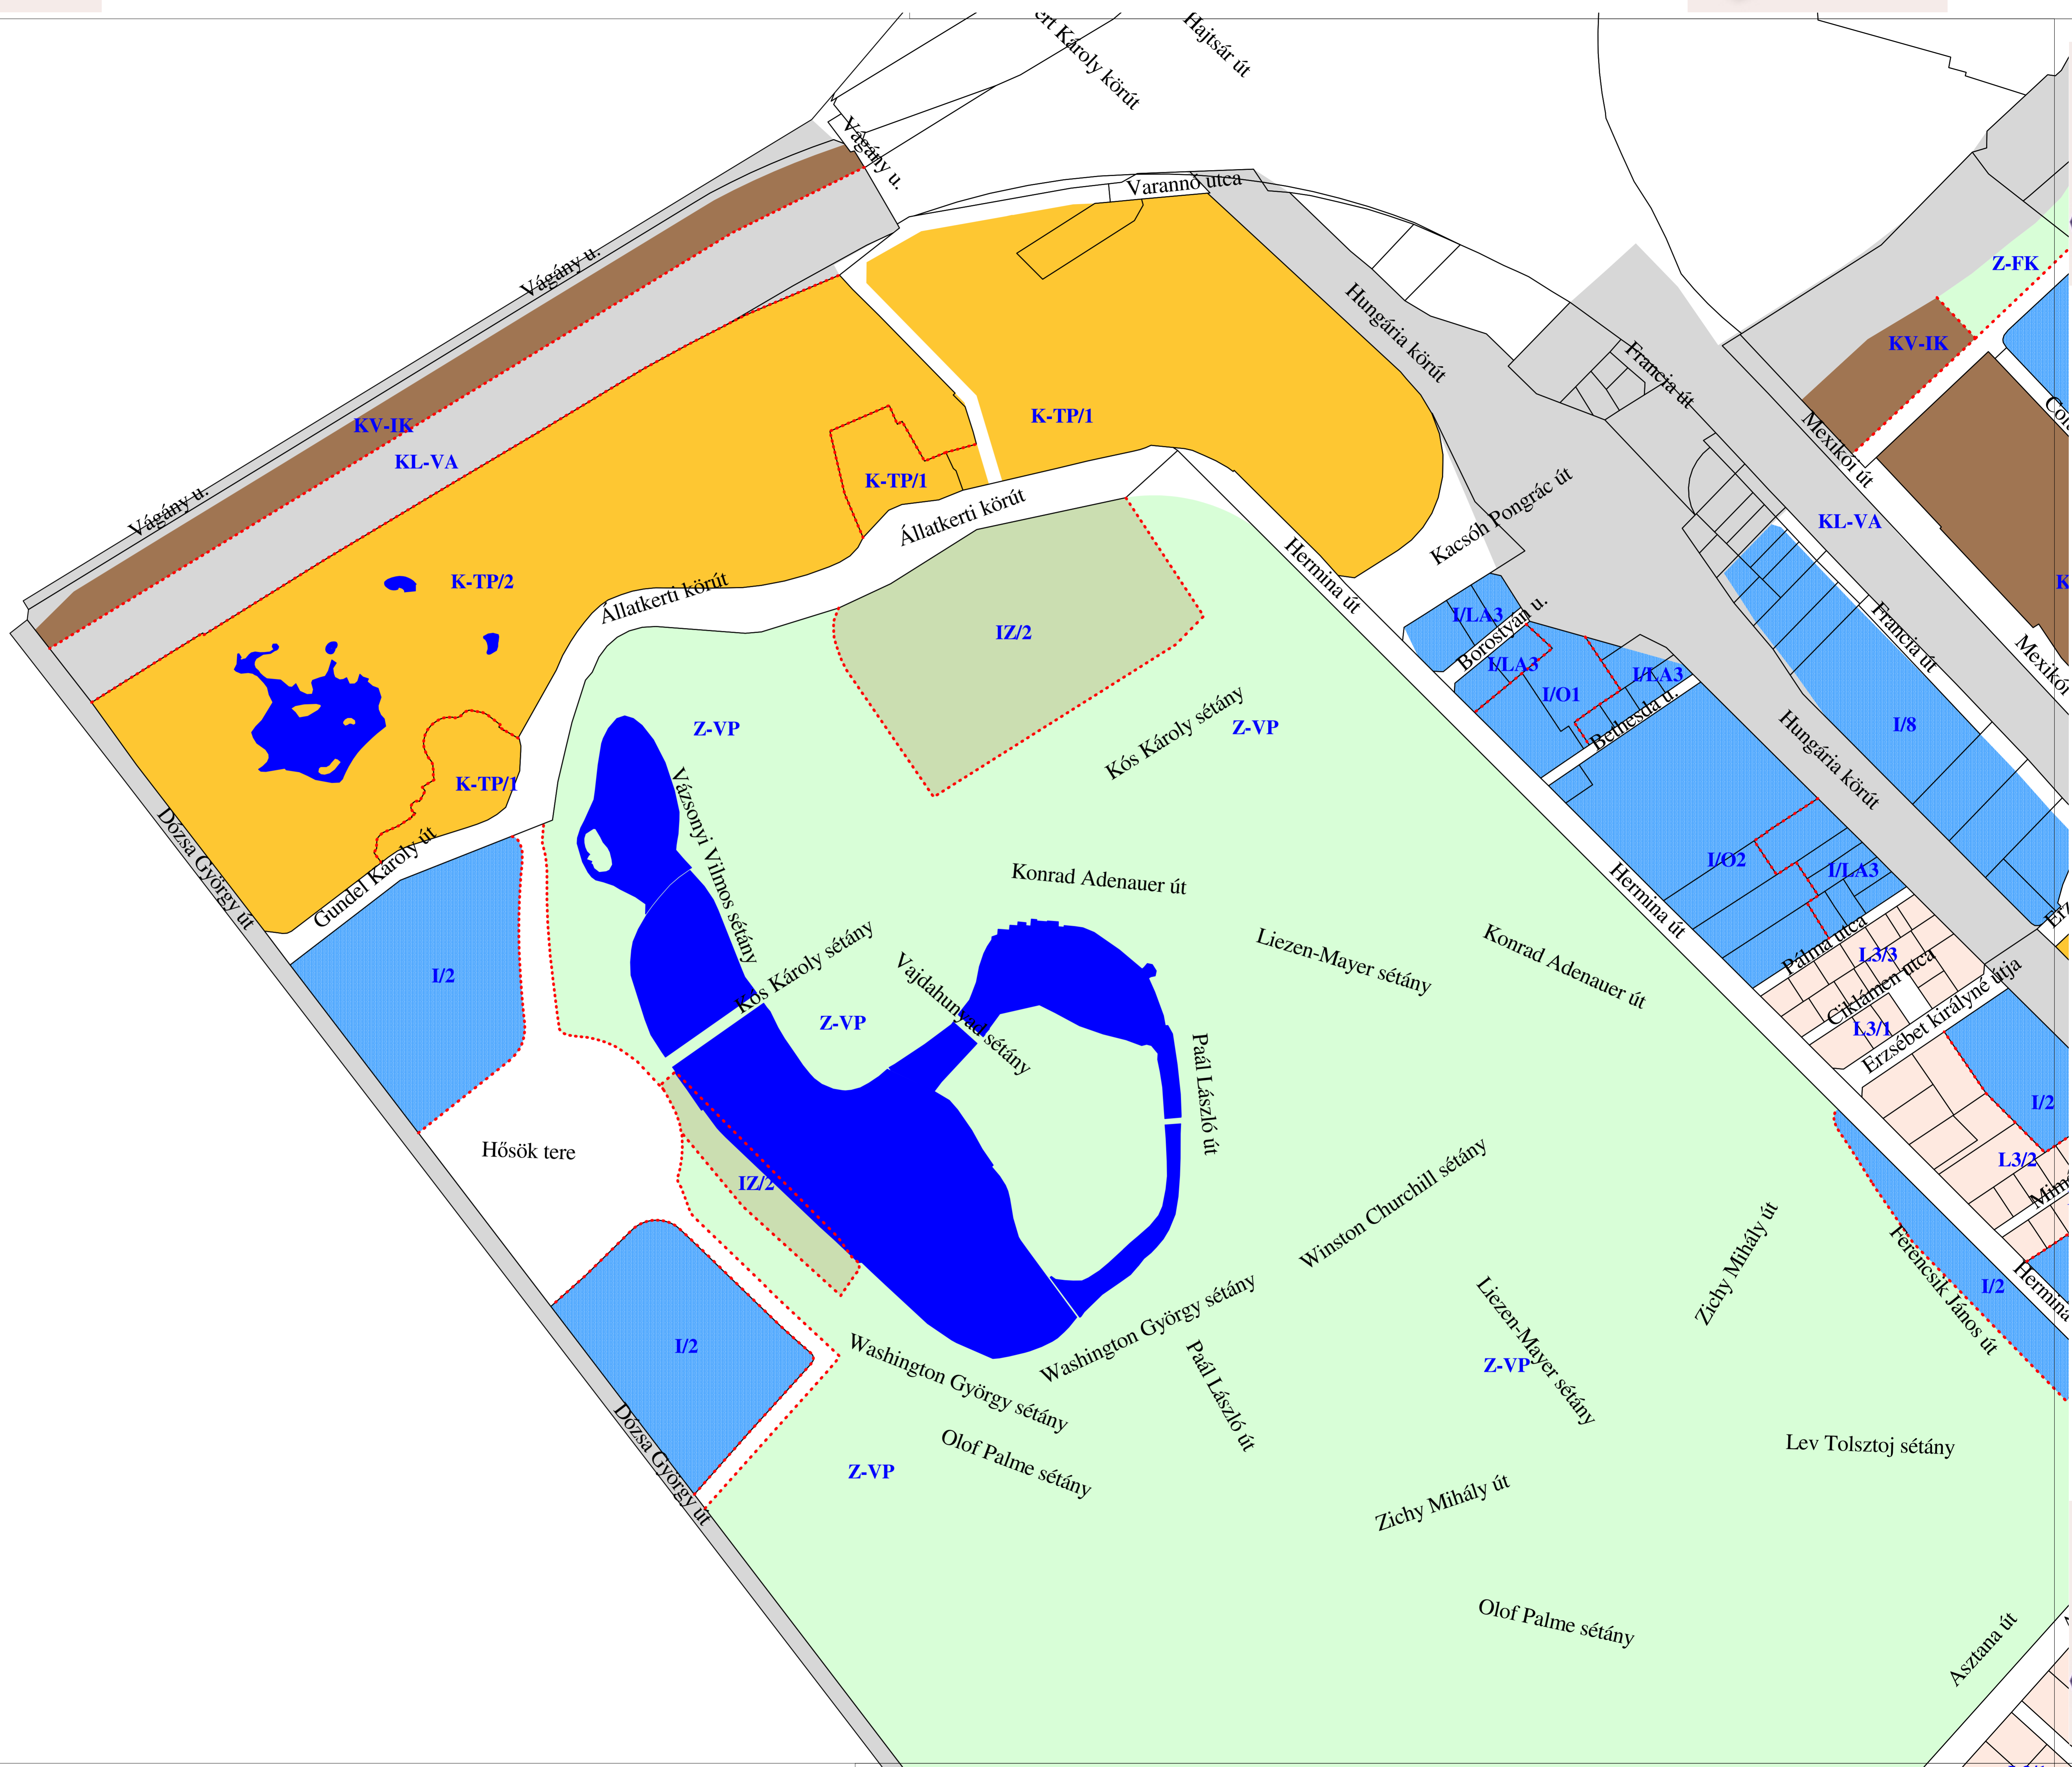 Hajtsár út
Károly körút
Vágány u.
Varannó utca
Vágány u.
Z-FK
Hungária körút
KV-IK
Francia út
KV-IK
K-TP/1
KL-VA
Mexikói út
K-TP/1
Vágány u.
Állatkerti körút
Kacsóh Pongrác út
KL-VA
K-TP/2
Állatkerti körút
Hermina út
K
I/LA3
IZ/2
Borostyán u.
Francia út
I/LA3
I/LA3
I/O1
Z-VP
Kós Károly sétány
Z-VP
Bethesda u.
I/8
Hungária körút
K-TP/1
Vázsonyi Vilmos sétány
Dózsa György út
Gundel Károly út
Konrad Adenauer út
I/O2
I/LA3
Hermina út
I/2
Kós Károly sétány
Vajdahunyad sétány
Liezen-Mayer sétány
Konrad Adenauer út
Pálma utca
L3/3
Ciklámen utca
Z-VP
L3/1
Erzsébet királyné útja
Paál László út
I/2
Hősök tere
IZ/2
L3/2
Winston Churchill sétány
Zichy Mihály út
Ferencsik János út
I/2
Hermina
I/2
Washington György sétány
Washington György sétány
Paál László út
Liezen-Mayer sétány
Z-VP
Dózsa György út
Olof Palme sétány
Z-VP
Lev Tolsztoj sétány
Zichy Mihály út
Olof Palme sétány
Asztana út